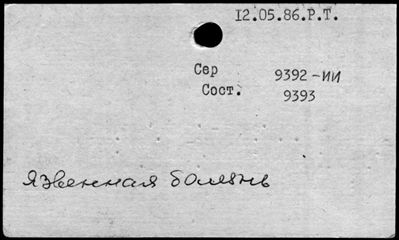 12.05.86.Р.Т.
Сер 9392-ИИ
Сост. 9393
Язвенная болезнь